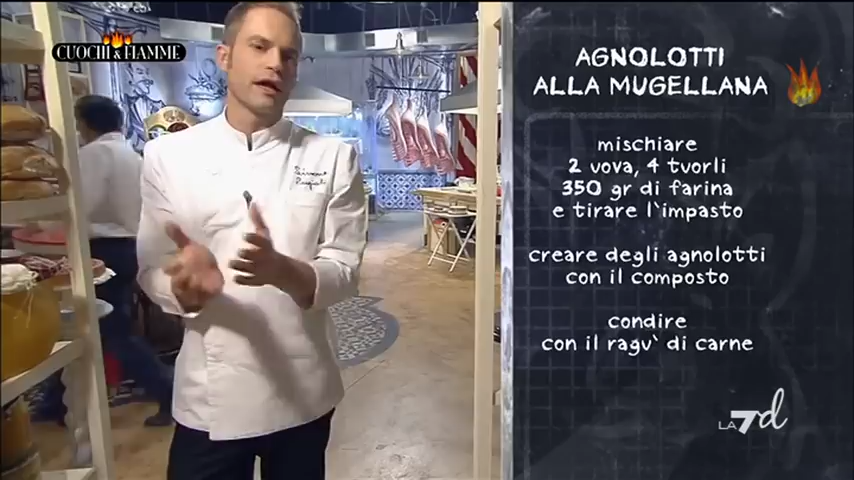 CUOCHI & FIAMME
AGNOLOTTI
ALLA MUGELLANA
mischiare
2 uova, 4 tuorli
350 gr di farina
e tirare l'impasto
creare degli agnolotti
con il composto
condire
con il ragu' di carne
LA7d